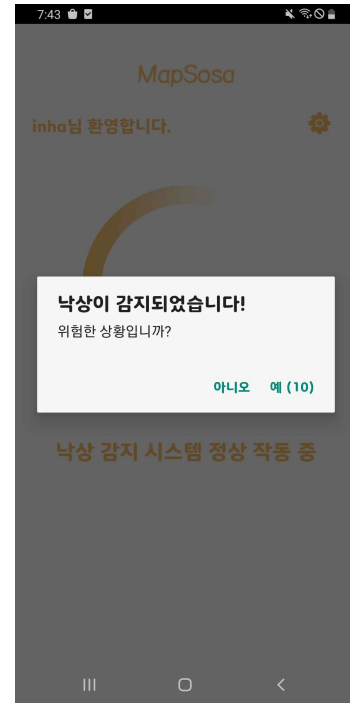 7:43
MapSosa
inha님 환영합니다.
낙상이 감지되었습니다!
위험한 상황입니까?
아니오 예 (10)
낙상 감지 시스템 정상 작동 중